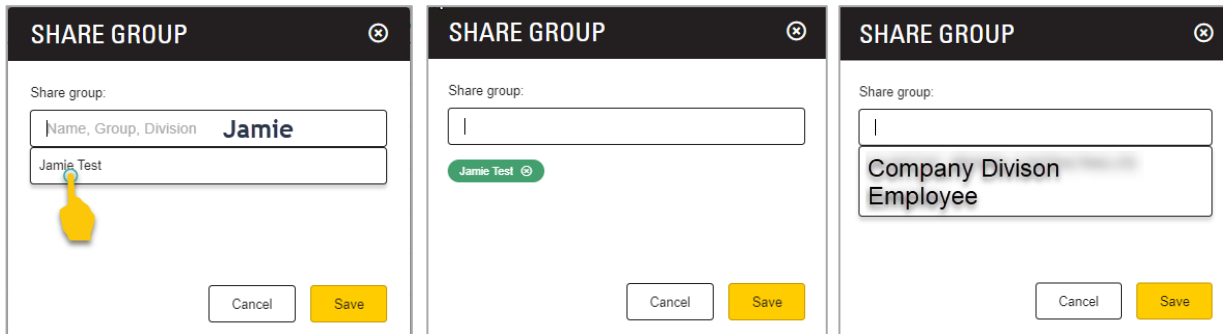 SHARE GROUP
Share group:
Name, Group, Division Jamie
Jamie Test
Cancel Save
SHARE GROUP
Share group:
Jamie Test
Cancel Save
SHARE GROUP
Share group:
Company Divison
Employee
Cancel Save